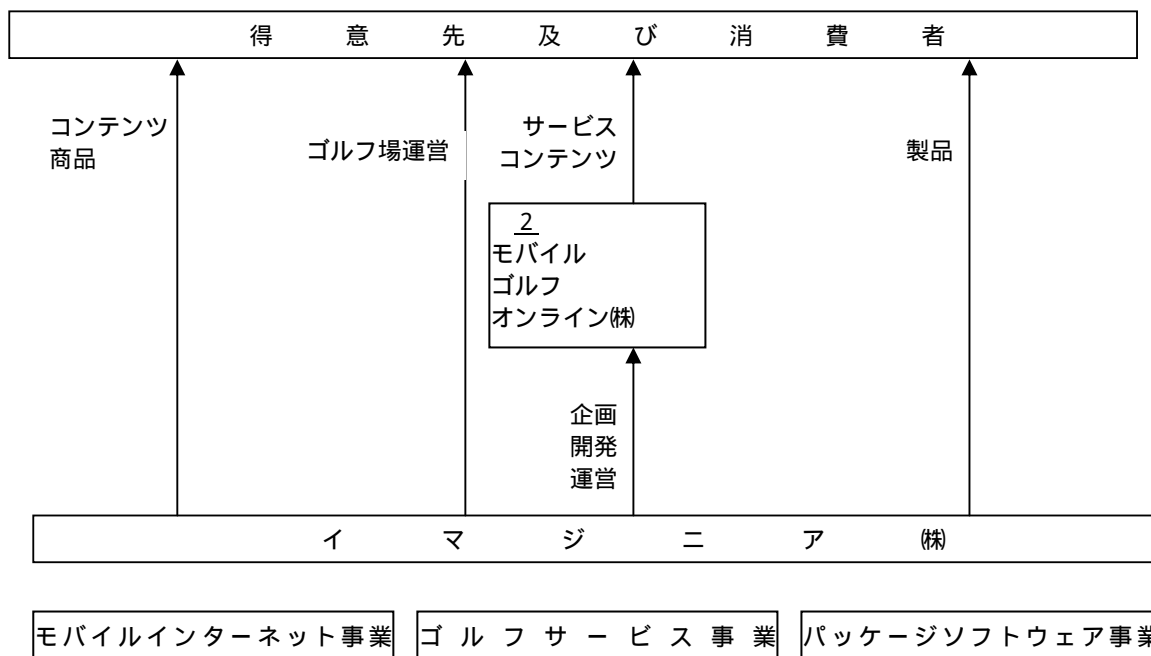 得意先及び消費者
コンテンツ
商品
ゴルフ場運営
サービス
コンテンツ
製品
2
モバイル
ゴルフ
オンライン㈱
企画
開発
運営
イマジニア㈱
モバイルインターネット事業
ゴルフサービス事業
パッケージソフトウェア事業